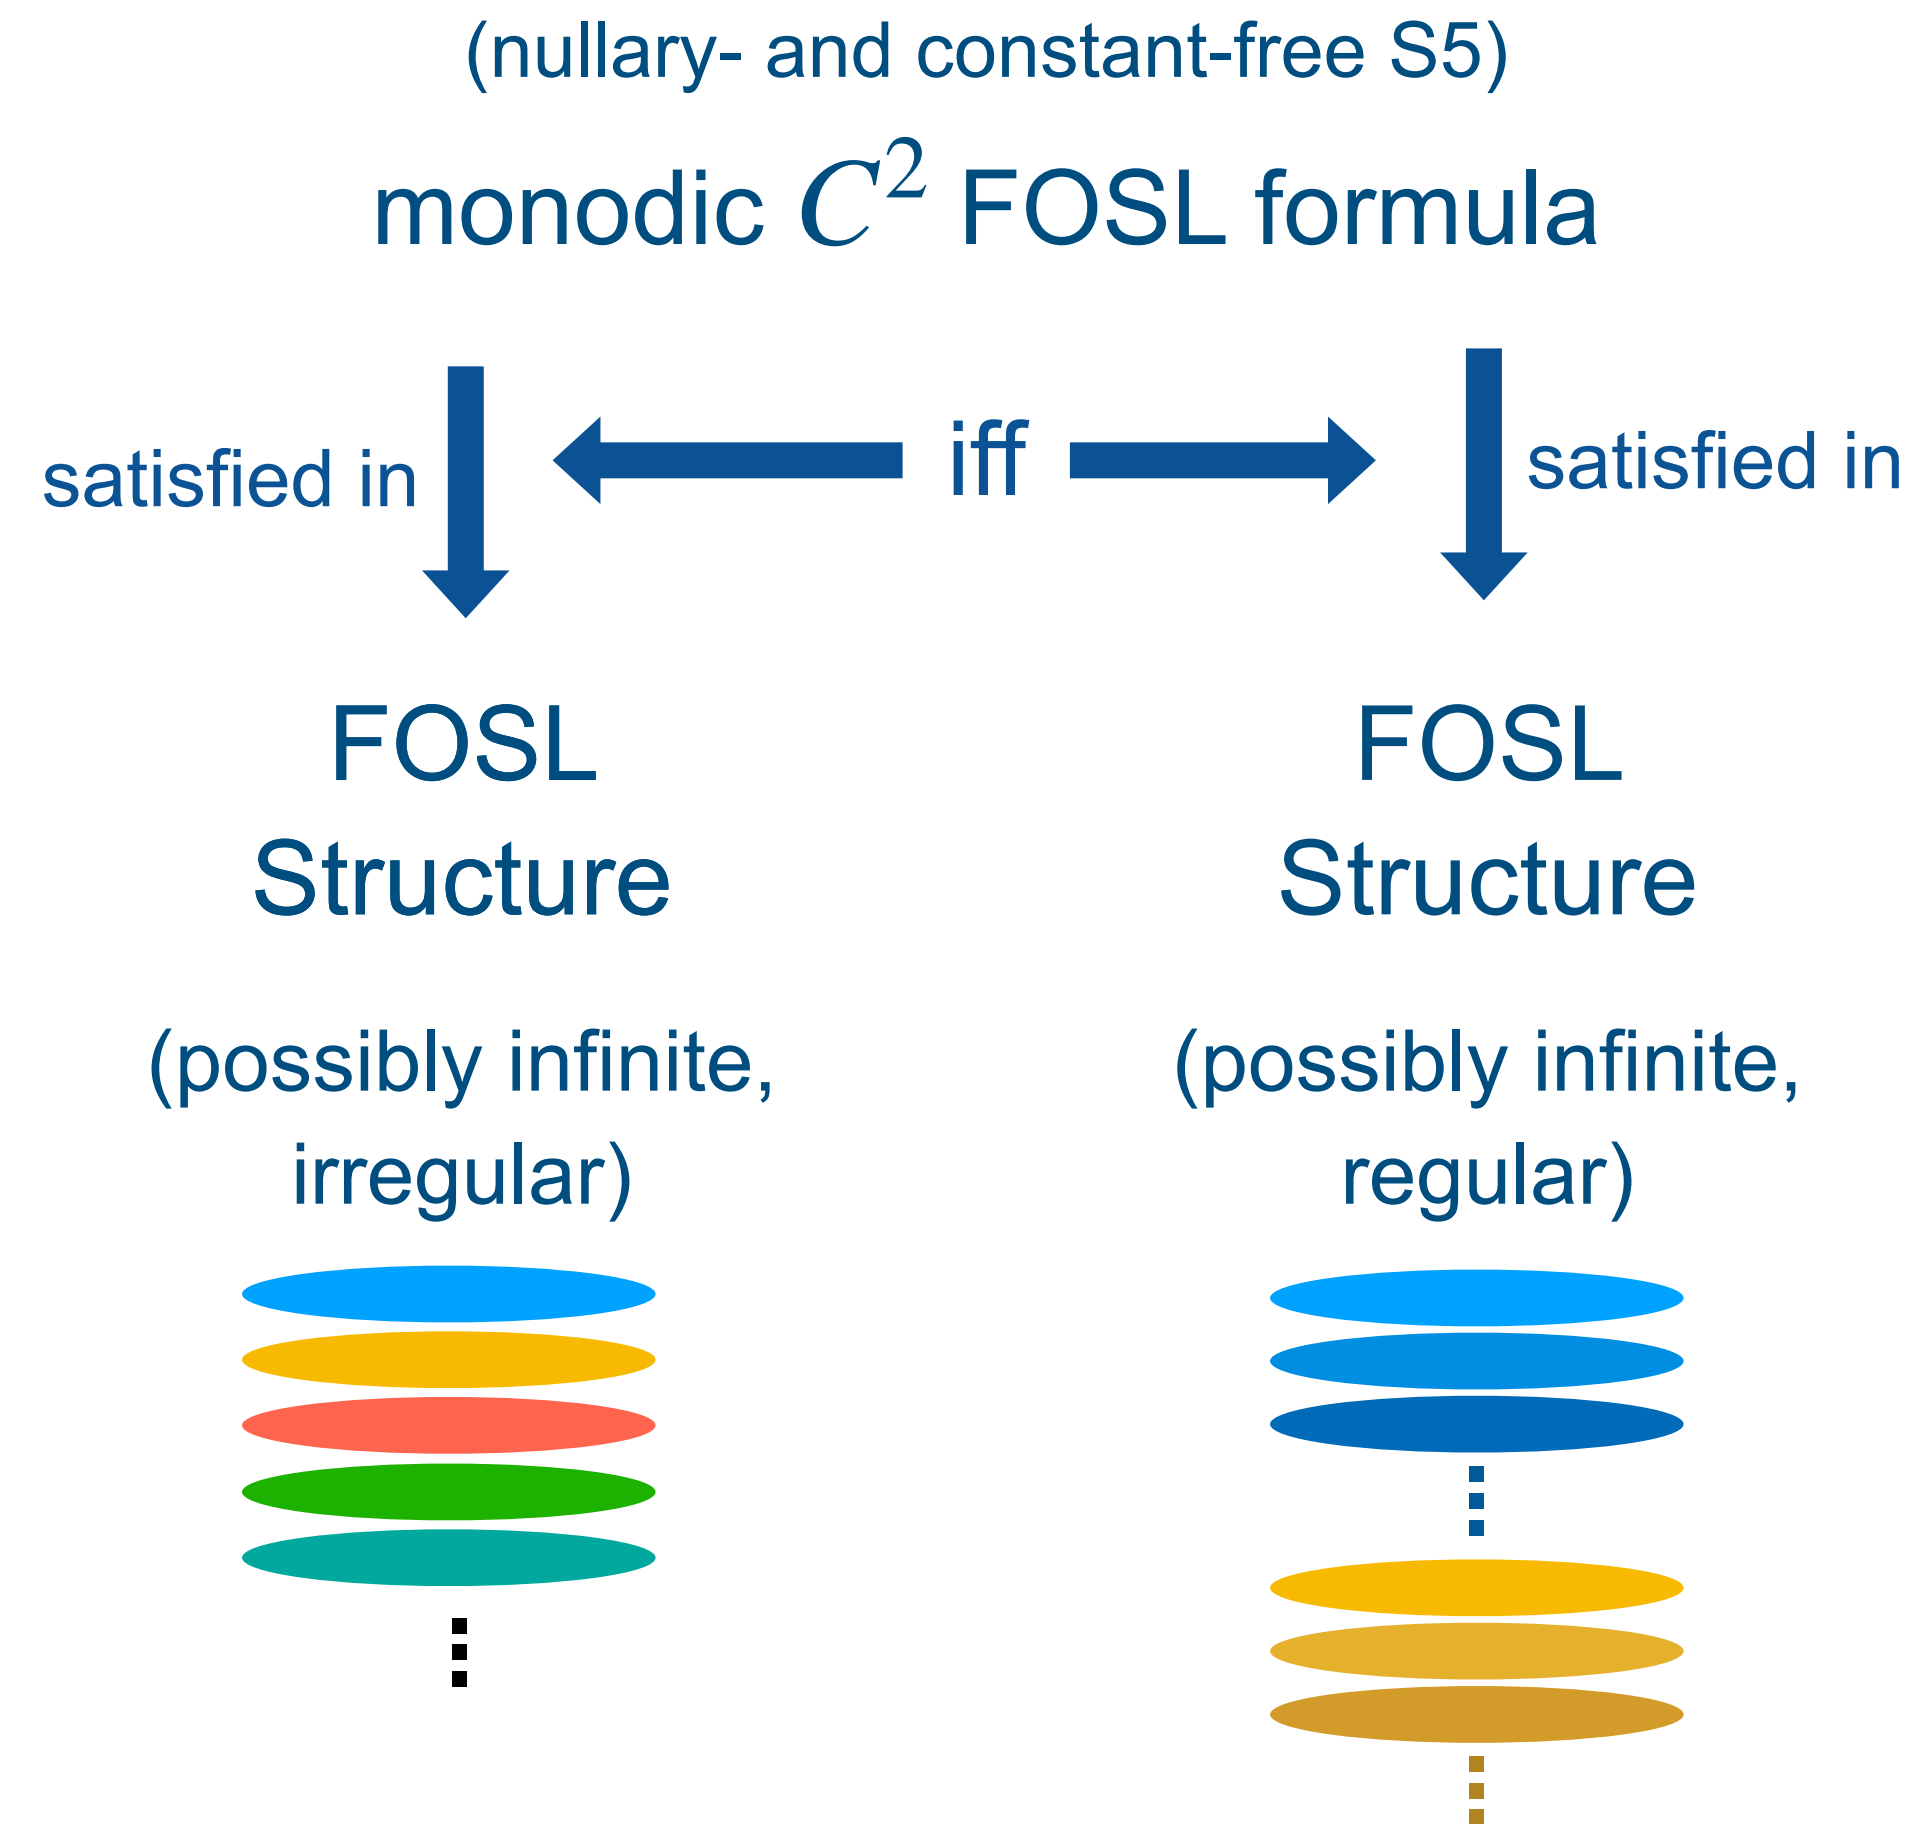 (nullary- and constant-free S5)
monodic C² FOSL formula
satisfied in
iff
satisfied in
FOSL
Structure
(possibly infinite,
irregular)
FOSL
Structure
(possibly infinite,
regular)